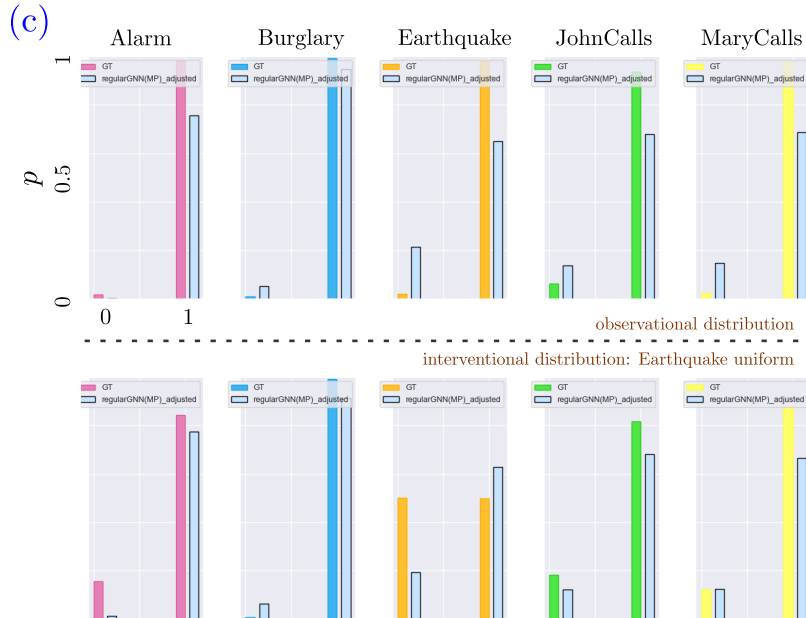 (c)
Alarm Burglary Earthquake JohnCalls MaryCalls
GT GT GT GT GT
regularGNN(MP)_adjusted regularGNN(MP)_adjusted regularGNN(MP)_adjusted regularGNN(MP)_adjusted regularGNN(MP)_adjusted
1
0.5
p
0
0 1
observational distribution
interventional distribution: Earthquake uniform
GT GT GT GT GT
regularGNN(MP)_adjusted regularGNN(MP)_adjusted regularGNN(MP)_adjusted regularGNN(MP)_adjusted regularGNN(MP)_adjusted